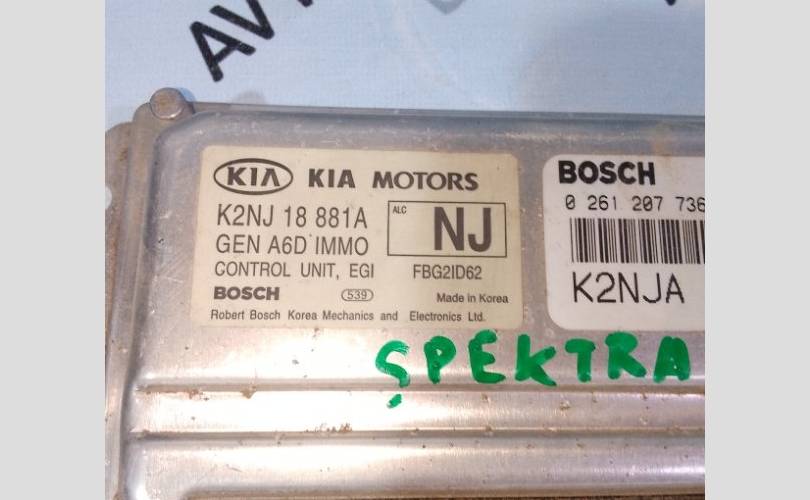 KIA KIA MOTORS
K2NJ 18 881A
ALC
NJ
GEN A6D IMMO
CONTROL UNIT, EGI FBG2ID62
BOSCH 539 Made in Korea
Robert Bosch Korea Mechanics and Electronics Ltd.
BOSCH
0 261 207 736
K2NJA
SPEKTRA